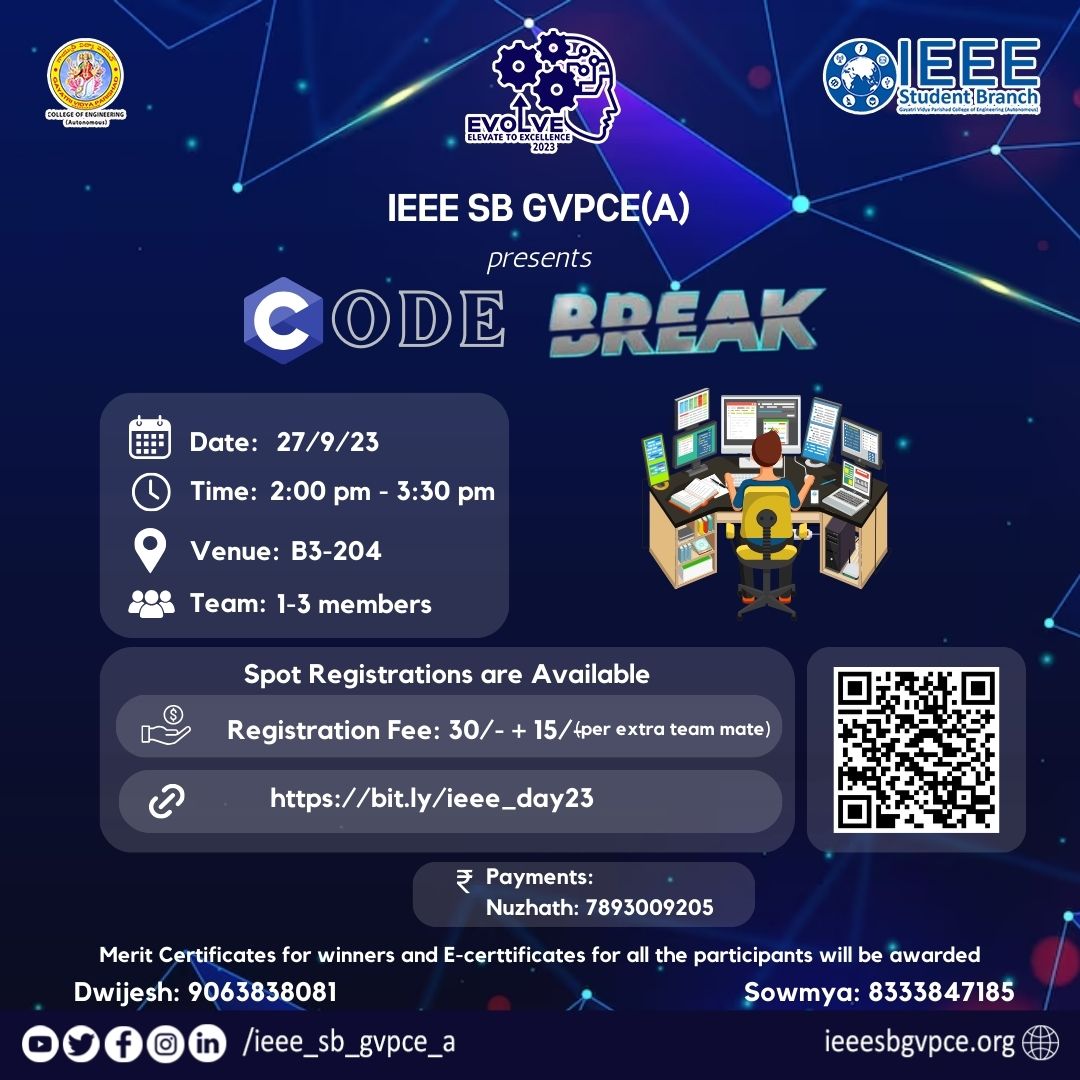 COLLEGE OF ENGINEERING
(Autonomous)
EVOLVE
ELEVATE TO EXCELLENCE
2023
IEEE
Student Branch
Gayatri Vidya Parishad College of Engineering (Autonomous)
IEEE SB GVPCE(A)
presents
CODE BREAK
Date: 27/9/23
Time: 2:00 pm - 3:30 pm
Venue: B3-204
Team: 1-3 members
Spot Registrations are Available
Registration Fee: 30/- + 15/-(per extra team mate)
https://bit.ly/ieee_day23
₹ Payments:
Nuzhath: 7893009205
Merit Certificates for winners and E-certtificates for all the participants will be awarded
Dwijesh: 9063838081
Sowmya: 8333847185
/ieee_sb_gvpce_a
ieeesbgvpce.org